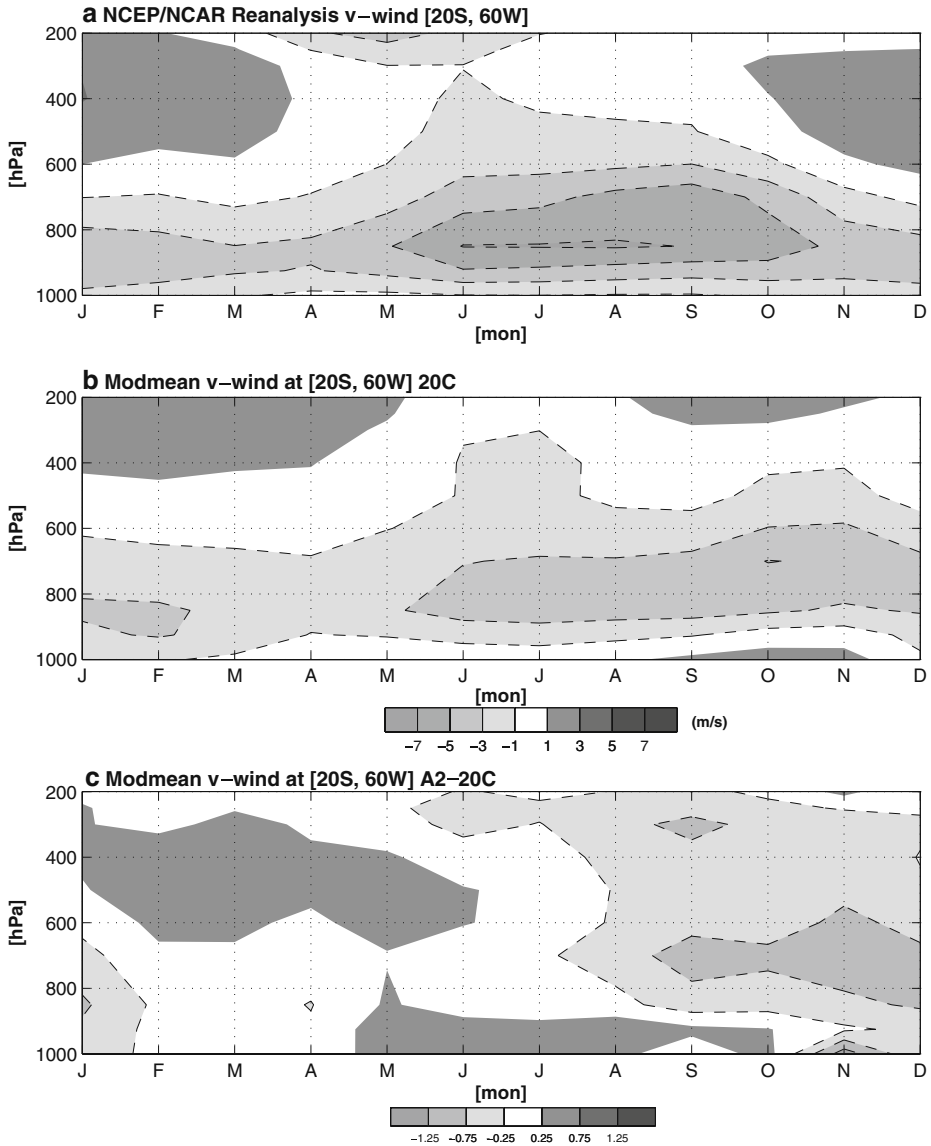 a NCEP/NCAR Reanalysis v−wind [20S, 60W]
200
400
600
800
1000
[hPa]
J F M A M J J A S O N D
[mon]
b Modmean v−wind at [20S, 60W] 20C
200
400
600
800
1000
[hPa]
J F M A M J J A S O N D
[mon]
(m/s)
−7 −5 −3 −1 1 3 5 7
c Modmean v−wind at [20S, 60W] A2−20C
200
400
600
800
1000
[hPa]
J F M A M J J A S O N D
[mon]
−1.25 −0.75 −0.25 0.25 0.75 1.25